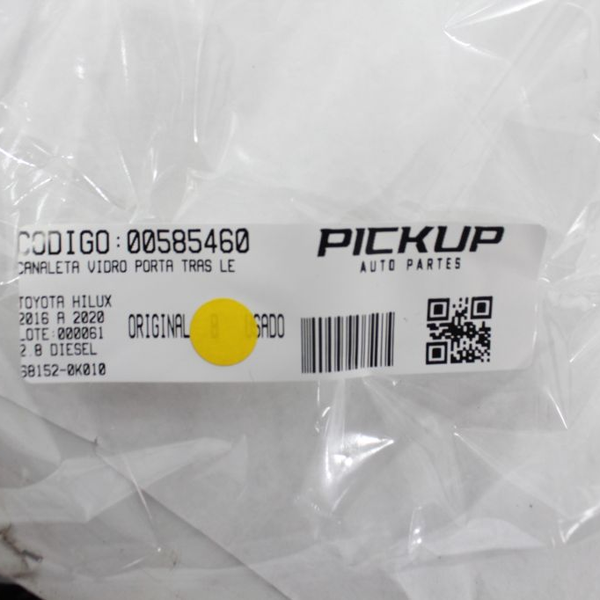 CODIGO:00585460
CANALETA VIDRO PORTA TRAS LE
PICKUP
AUTO PARTES
TOYOTA HILUX
2016 A 2020
LOTE:000061
2.8 DIESEL
68152-0K010
ORIGINAL